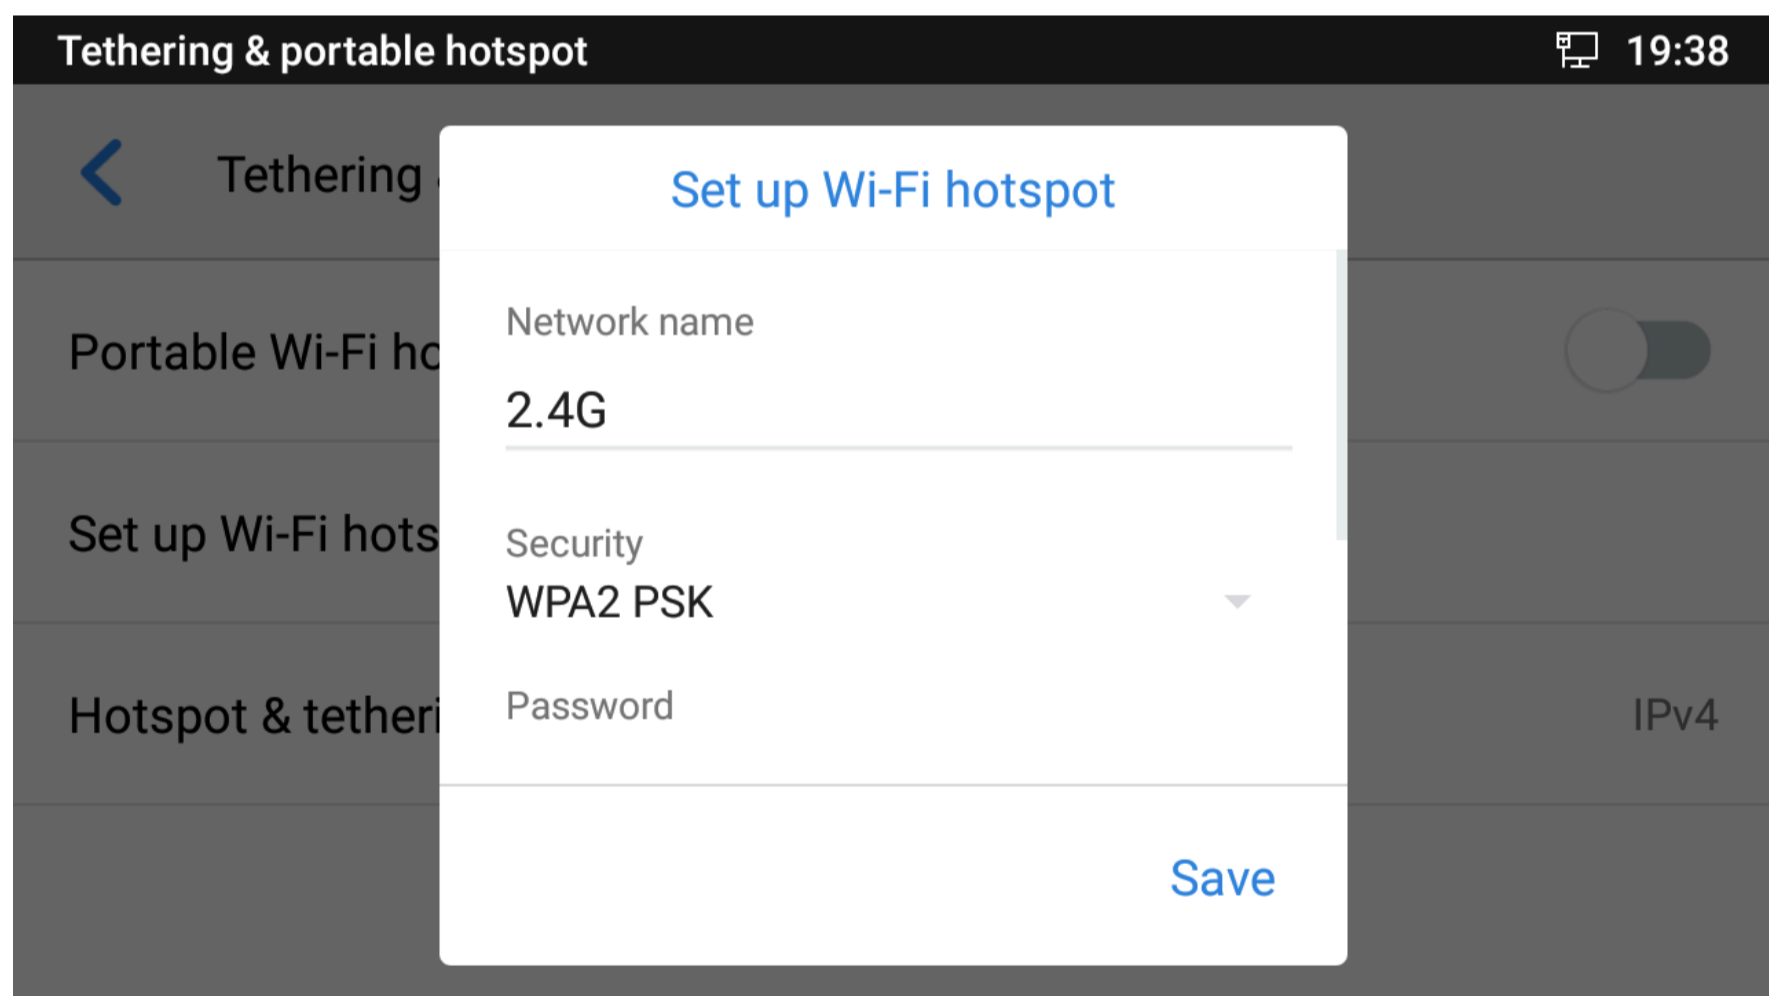 Tethering & portable hotspot
19:38
Tethering
Set up Wi-Fi hotspot
Network name
Portable Wi-Fi ho
2.4G
Set up Wi-Fi hots
Security
WPA2 PSK
Password
Hotspot & tetheri
IPv4
Save